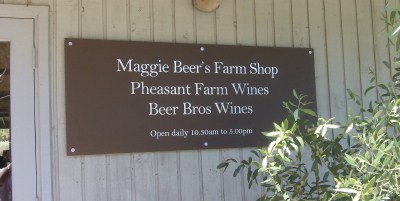 Maggie Beer's Farm Shop
Pheasant Farm Wines
Beer Bros Wines
Open daily 10.30am to 5.00pm